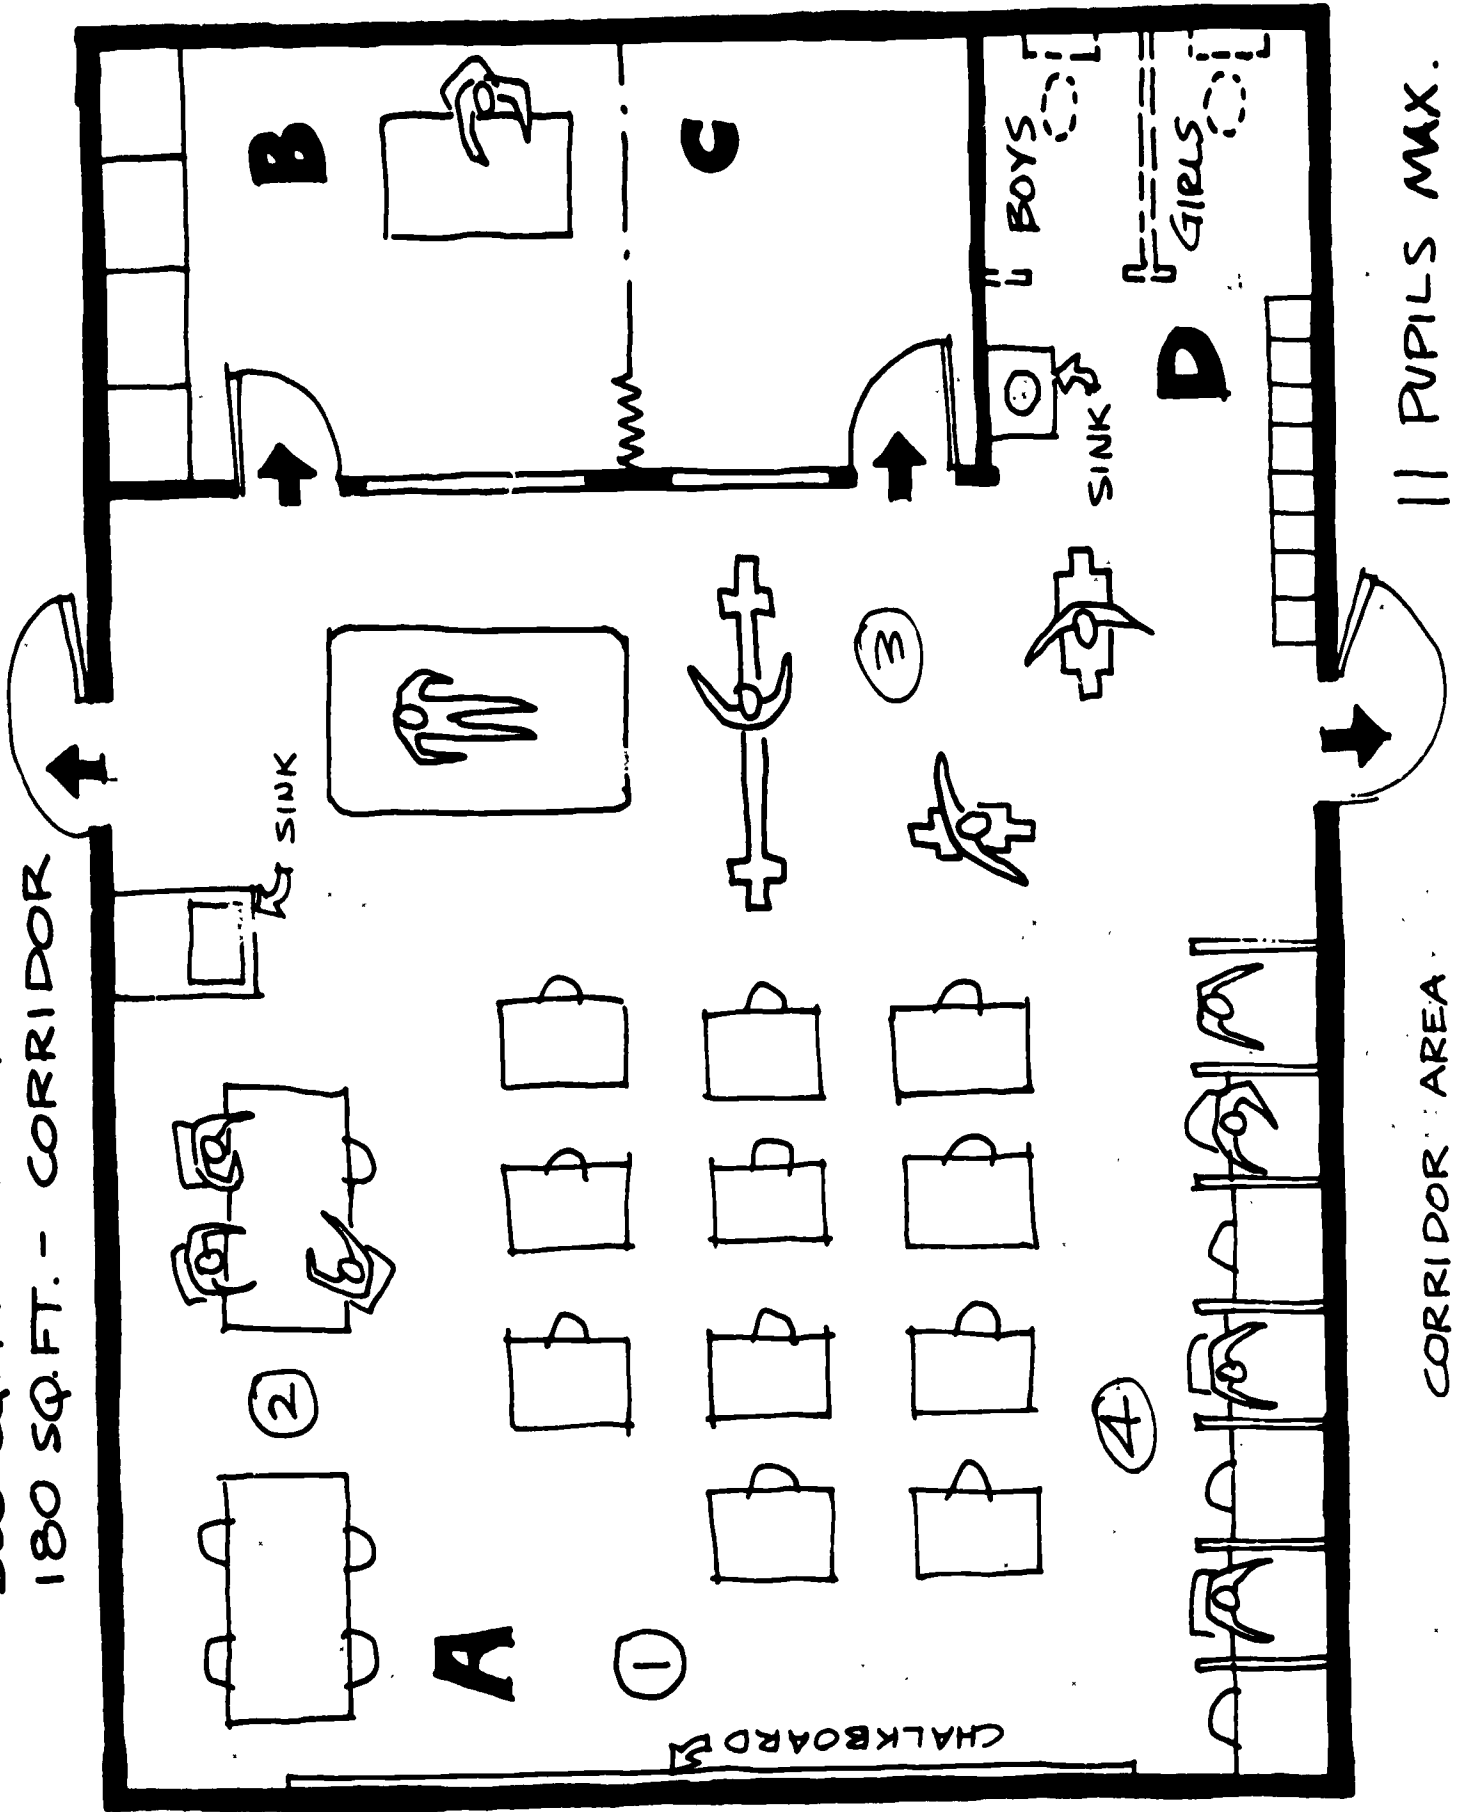 180 SQ. FT. - CORRIDOR
SINK
A
B
C
D
1
2
3
4
CHALKBOARD
BOYS
GIRLS
SINK
CORRIDOR AREA
11 PUPILS MAX.